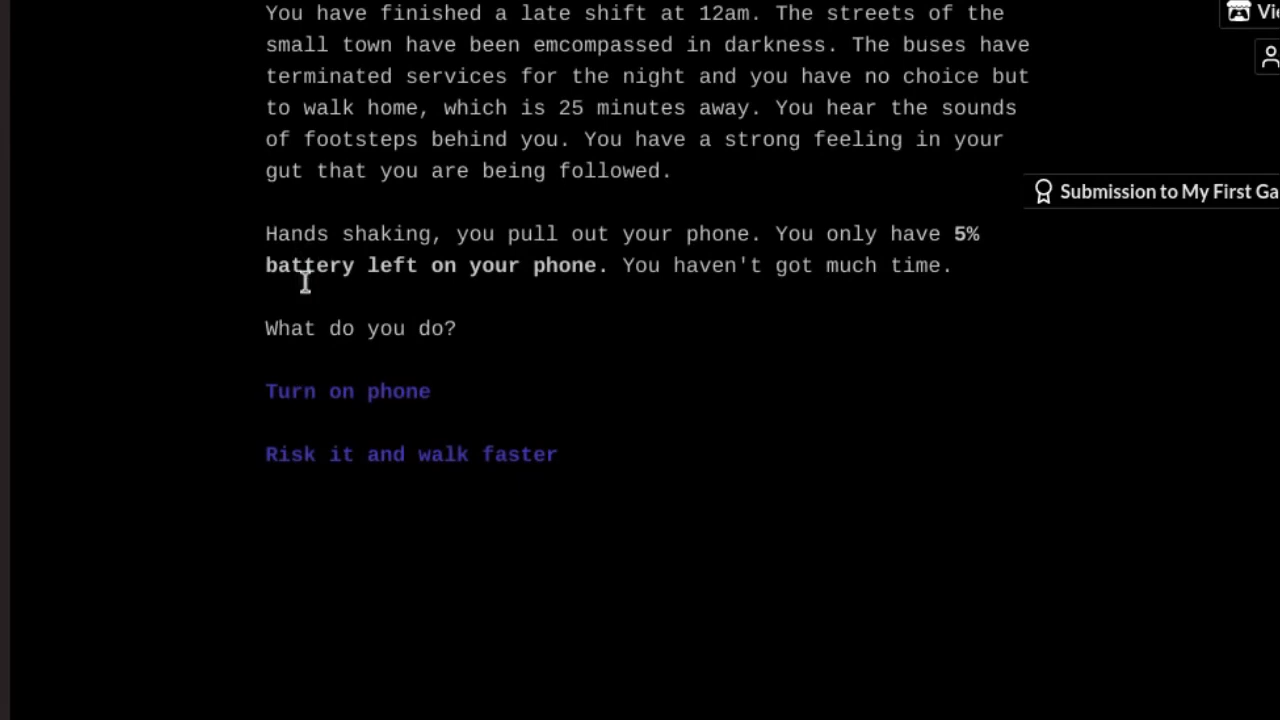 You have finished a late shift at 12am. The streets of the
small town have been emcompassed in darkness. The buses have
terminated services for the night and you have no choice but
to walk home, which is 25 minutes away. You hear the sounds
of footsteps behind you. You have a strong feeling in your
gut that you are being followed.
Submission to My First Ga
Hands shaking, you pull out your phone. You only have 5%
battery left on your phone. You haven't got much time.
What do you do?
Turn on phone
Risk it and walk faster